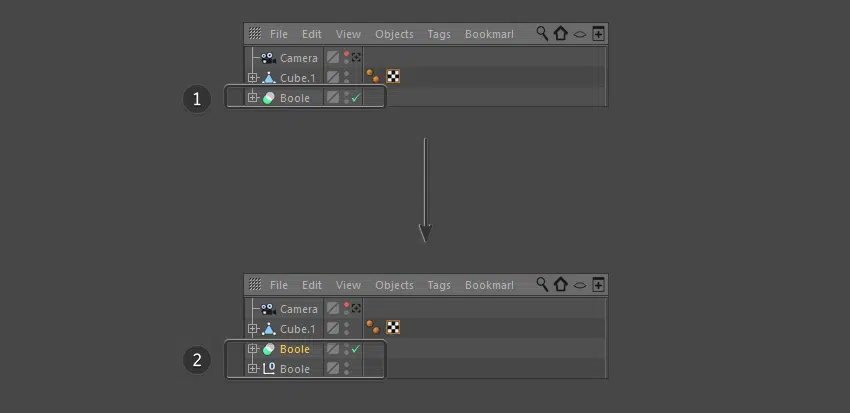 File Edit View Objects Tags Bookmarl
Camera
Cube.1
1 Boole
File Edit View Objects Tags Bookmarl
Camera
Cube.1
2 Boole
0 Boole